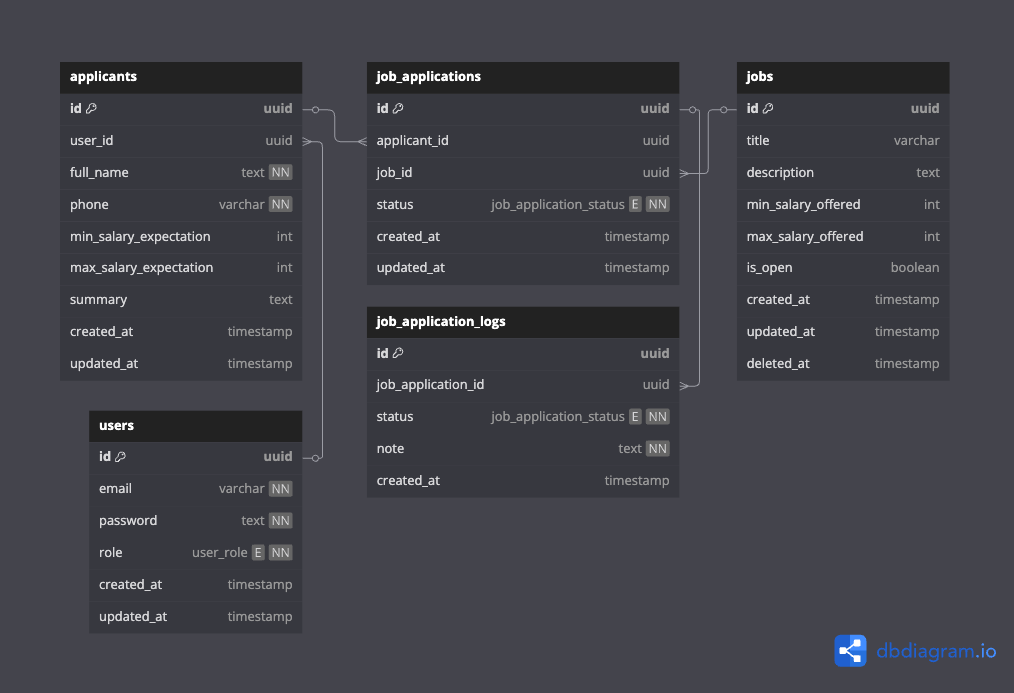 applicants
id uuid
user_id uuid
full_name text NN
phone varchar NN
min_salary_expectation int
max_salary_expectation int
summary text
created_at timestamp
updated_at timestamp
job_applications
id uuid
applicant_id uuid
job_id uuid
status job_application_status E NN
created_at timestamp
updated_at timestamp
jobs
id uuid
title varchar
description text
min_salary_offered int
max_salary_offered int
is_open boolean
created_at timestamp
updated_at timestamp
deleted_at timestamp
job_application_logs
id uuid
job_application_id uuid
status job_application_status E NN
note text NN
created_at timestamp
users
id uuid
email varchar NN
password text NN
role user_role E NN
created_at timestamp
updated_at timestamp
dbdiagram.io